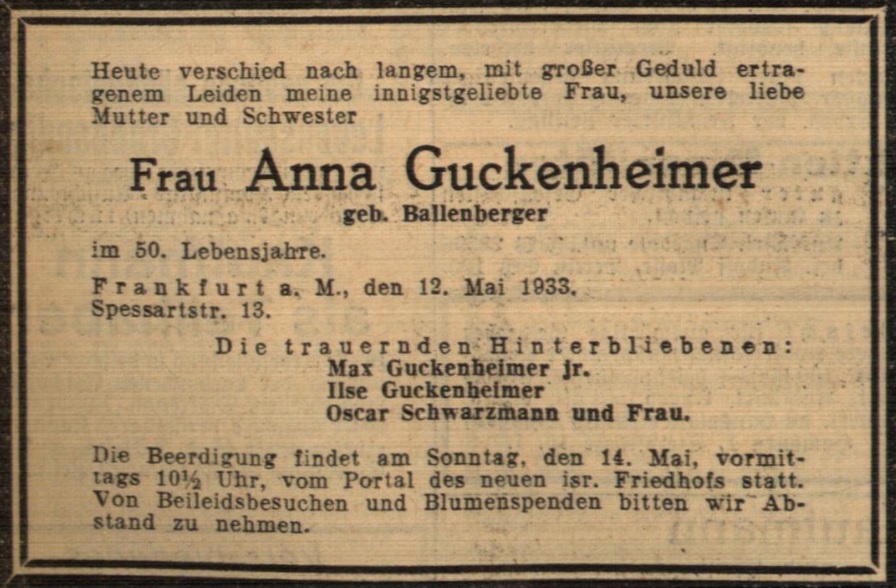 Heute verschied nach langem, mit großer Geduld ertra-
genem Leiden meine innigstgeliebte Frau, unsere liebe
Mutter und Schwester
Frau Anna Guckenheimer
geb. Ballenberger
im 50. Lebensjahre.
Frankfurt a. M., den 12. Mai 1933.
Spessartstr. 13.
Die trauernden Hinterbliebenen:
Max Guckenheimer jr.
Ilse Guckenheimer
Oscar Schwarzmann und Frau.
Die Beerdigung findet am Sonntag, den 14. Mai, vormit-
tags 10½ Uhr, vom Portal des neuen isr. Friedhofs statt.
Von Beileidsbesuchen und Blumenspenden bitten wir Ab-
stand zu nehmen.